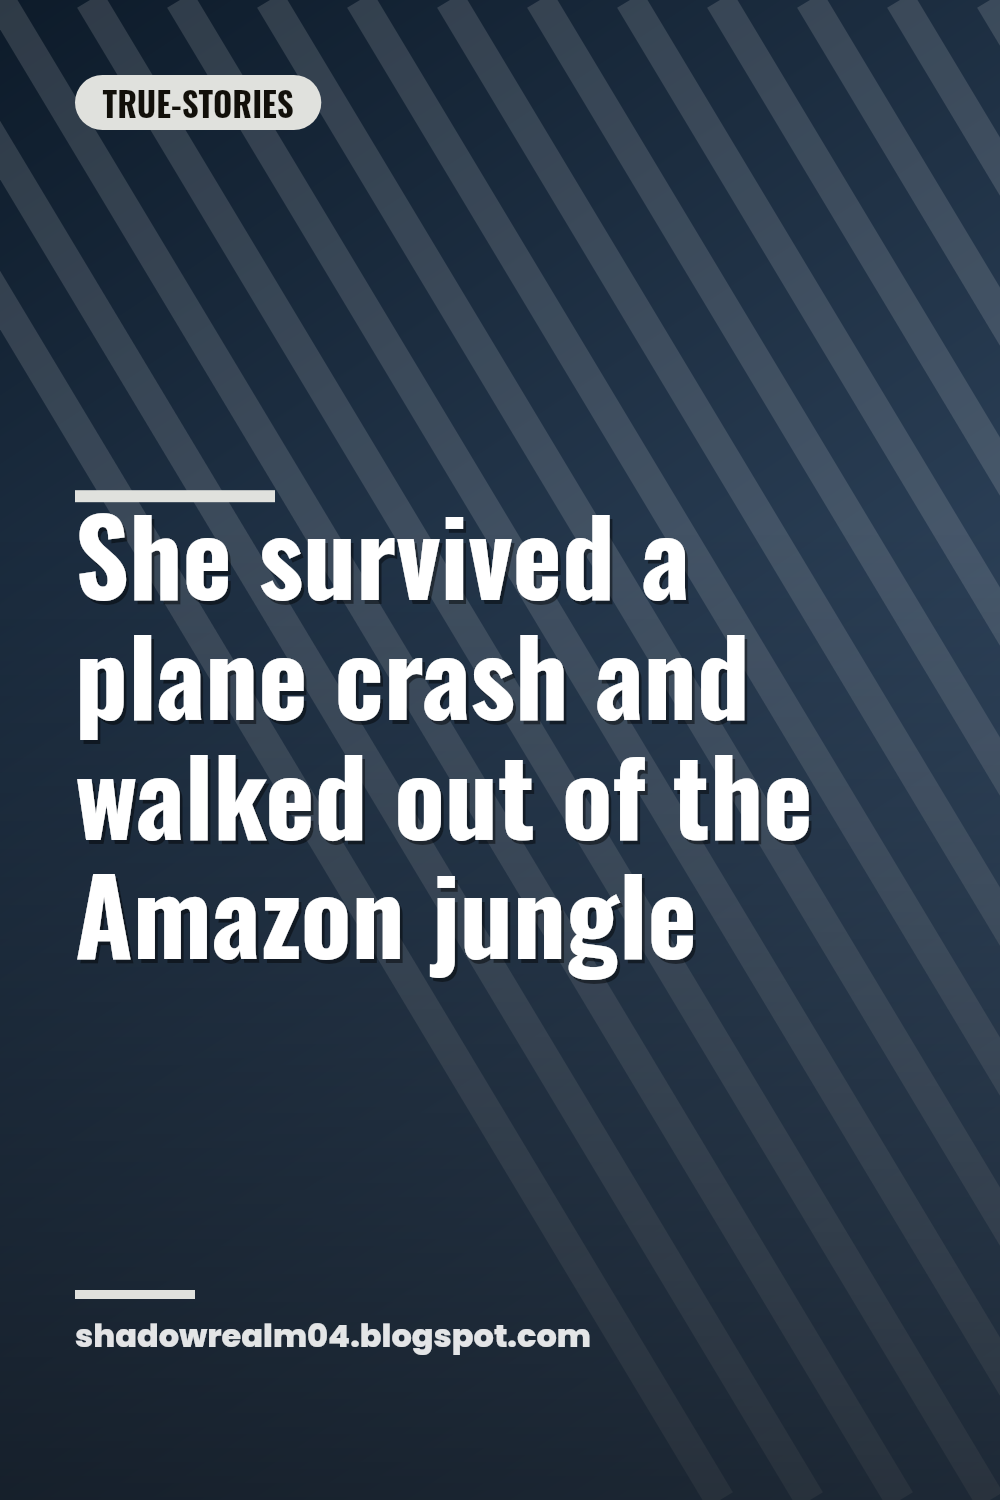 TRUE-STORIES
She survived a
plane crash and
walked out of the
Amazon jungle
shadowrealm04.blogspot.com